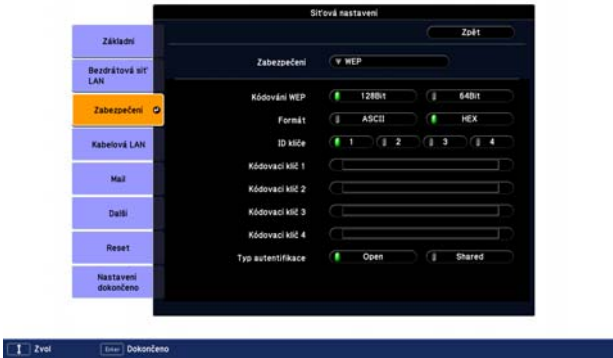 Síťová nastavení
Zpět
Základní
Bezdrátová síť
LAN
Zabezpečení
Kabelová LAN
Mail
Další
Reset
Nastavení
dokončeno
Zabezpečení WEP
Kódování WEP 128Bit 64Bit
Formát ASCII HEX
ID klíče 1 2 3 4
Kódovací klíč 1
Kódovací klíč 2
Kódovací klíč 3
Kódovací klíč 4
Typ autentifikace Open Shared
Zvol Enter Dokončeno